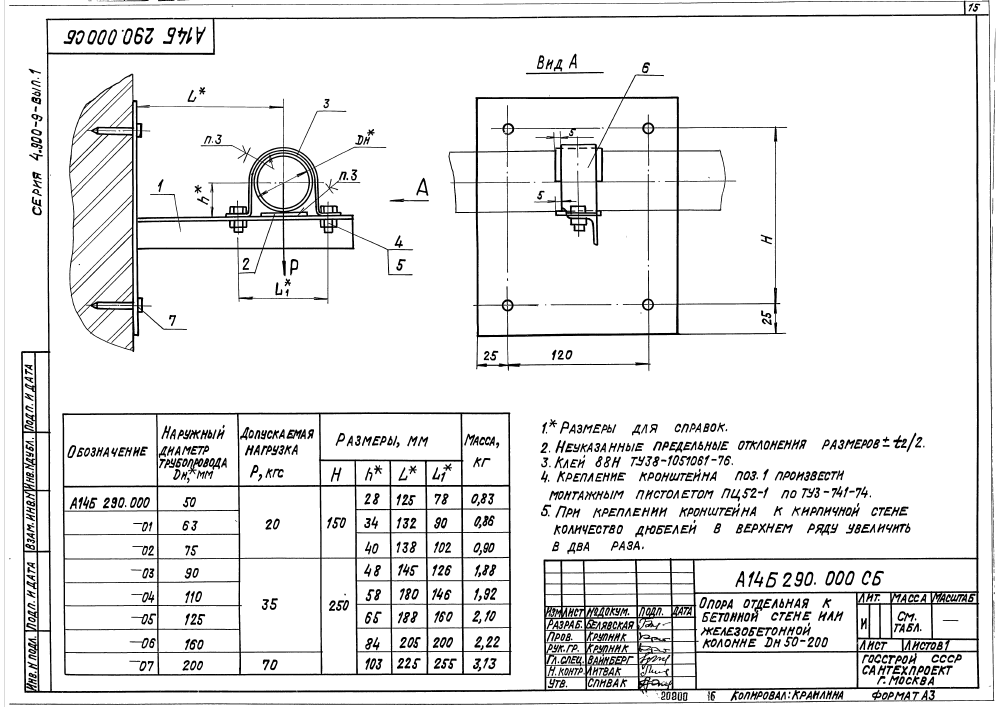 15
А14Б 290.000 СБ
СЕРИЯ 4.900-9-ВЫП.1
L*
3
п.3
Dн*
п.3
1
h*
А
4
5
2
P
L1*
7
Вид А
6
5
5
H
25
25
120
Обозначение
Наружный диаметр трубопровода Dн,*мм
Допускаемая нагрузка P, кгс
Размеры, мм
Масса, кг
H h* L* L1*
А14Б 290.000 50 20 150 28 125 78 0,83
-01 63 34 132 90 0,86
-02 75 40 138 102 0,90
-03 90 35 250 48 145 126 1,88
-04 110 58 180 146 1,92
-05 125 65 188 160 2,10
-06 160 84 205 200 2,22
-07 200 70 103 225 255 3,13
1.* Размеры для справок.
2. Неуказанные предельные отклонения размеров ± t2/2.
3. Клей 88Н ТУ38-1051061-76.
4. Крепление кронштейна поз.1 произвести
монтажным пистолетом ПЦ52-1 по ТУ3-741-74.
5. При креплении кронштейна к кирпичной стене
количество дюбелей в верхнем ряду увеличить
в два раза.
Инв.N подл. Подп. и дата Взам.инв.N Инв.N дубл. Подп. и дата
А14Б 290.000 СБ
Изм Лист N докум. Подп. Дата
Разраб. Белявская
Пров. Крупник
Рук.гр. Крупник
Гл.спец. Вайнберг
Н.контр. Литвак
Утв. Спивак
Опора отдельная к
бетонной стене или
железобетонной
колонне Dн 50-200
Лит. Масса Масштаб
И См. табл. —
Лист Листов 1
ГОССТРОЙ СССР
САНТЕХПРОЕКТ
Г. МОСКВА
20800 16 Копировал: Краилина Формат А3